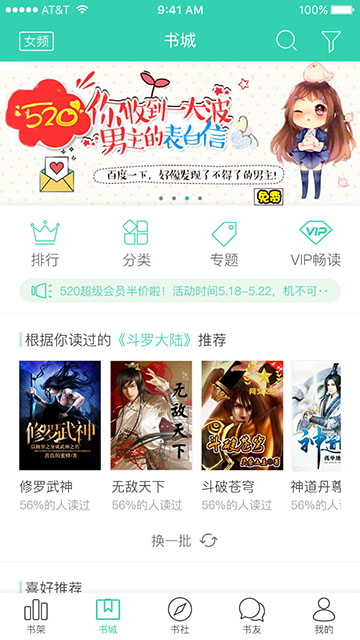 AT&T
9:41 AM
100%
女频
书城
520 你收到一大波
男主的表白信
百度一下，好像发现了不得了的男主！
免费
排行
分类
专题
VIP
VIP畅读
520超级会员半价啦！活动时间5.18-5.22，机不可··
根据你读过的《斗罗大陆》推荐
修罗武神
善良的蜜蜂/著
无敌天下
斗破苍穹
神道丹
修罗武神
无敌天下
斗破苍穹
神道丹尊
56%的人读过
56%的人读过
56%的人读过
56%的人读过
换一批
喜好推荐
书架
书城
书社
书友
我的